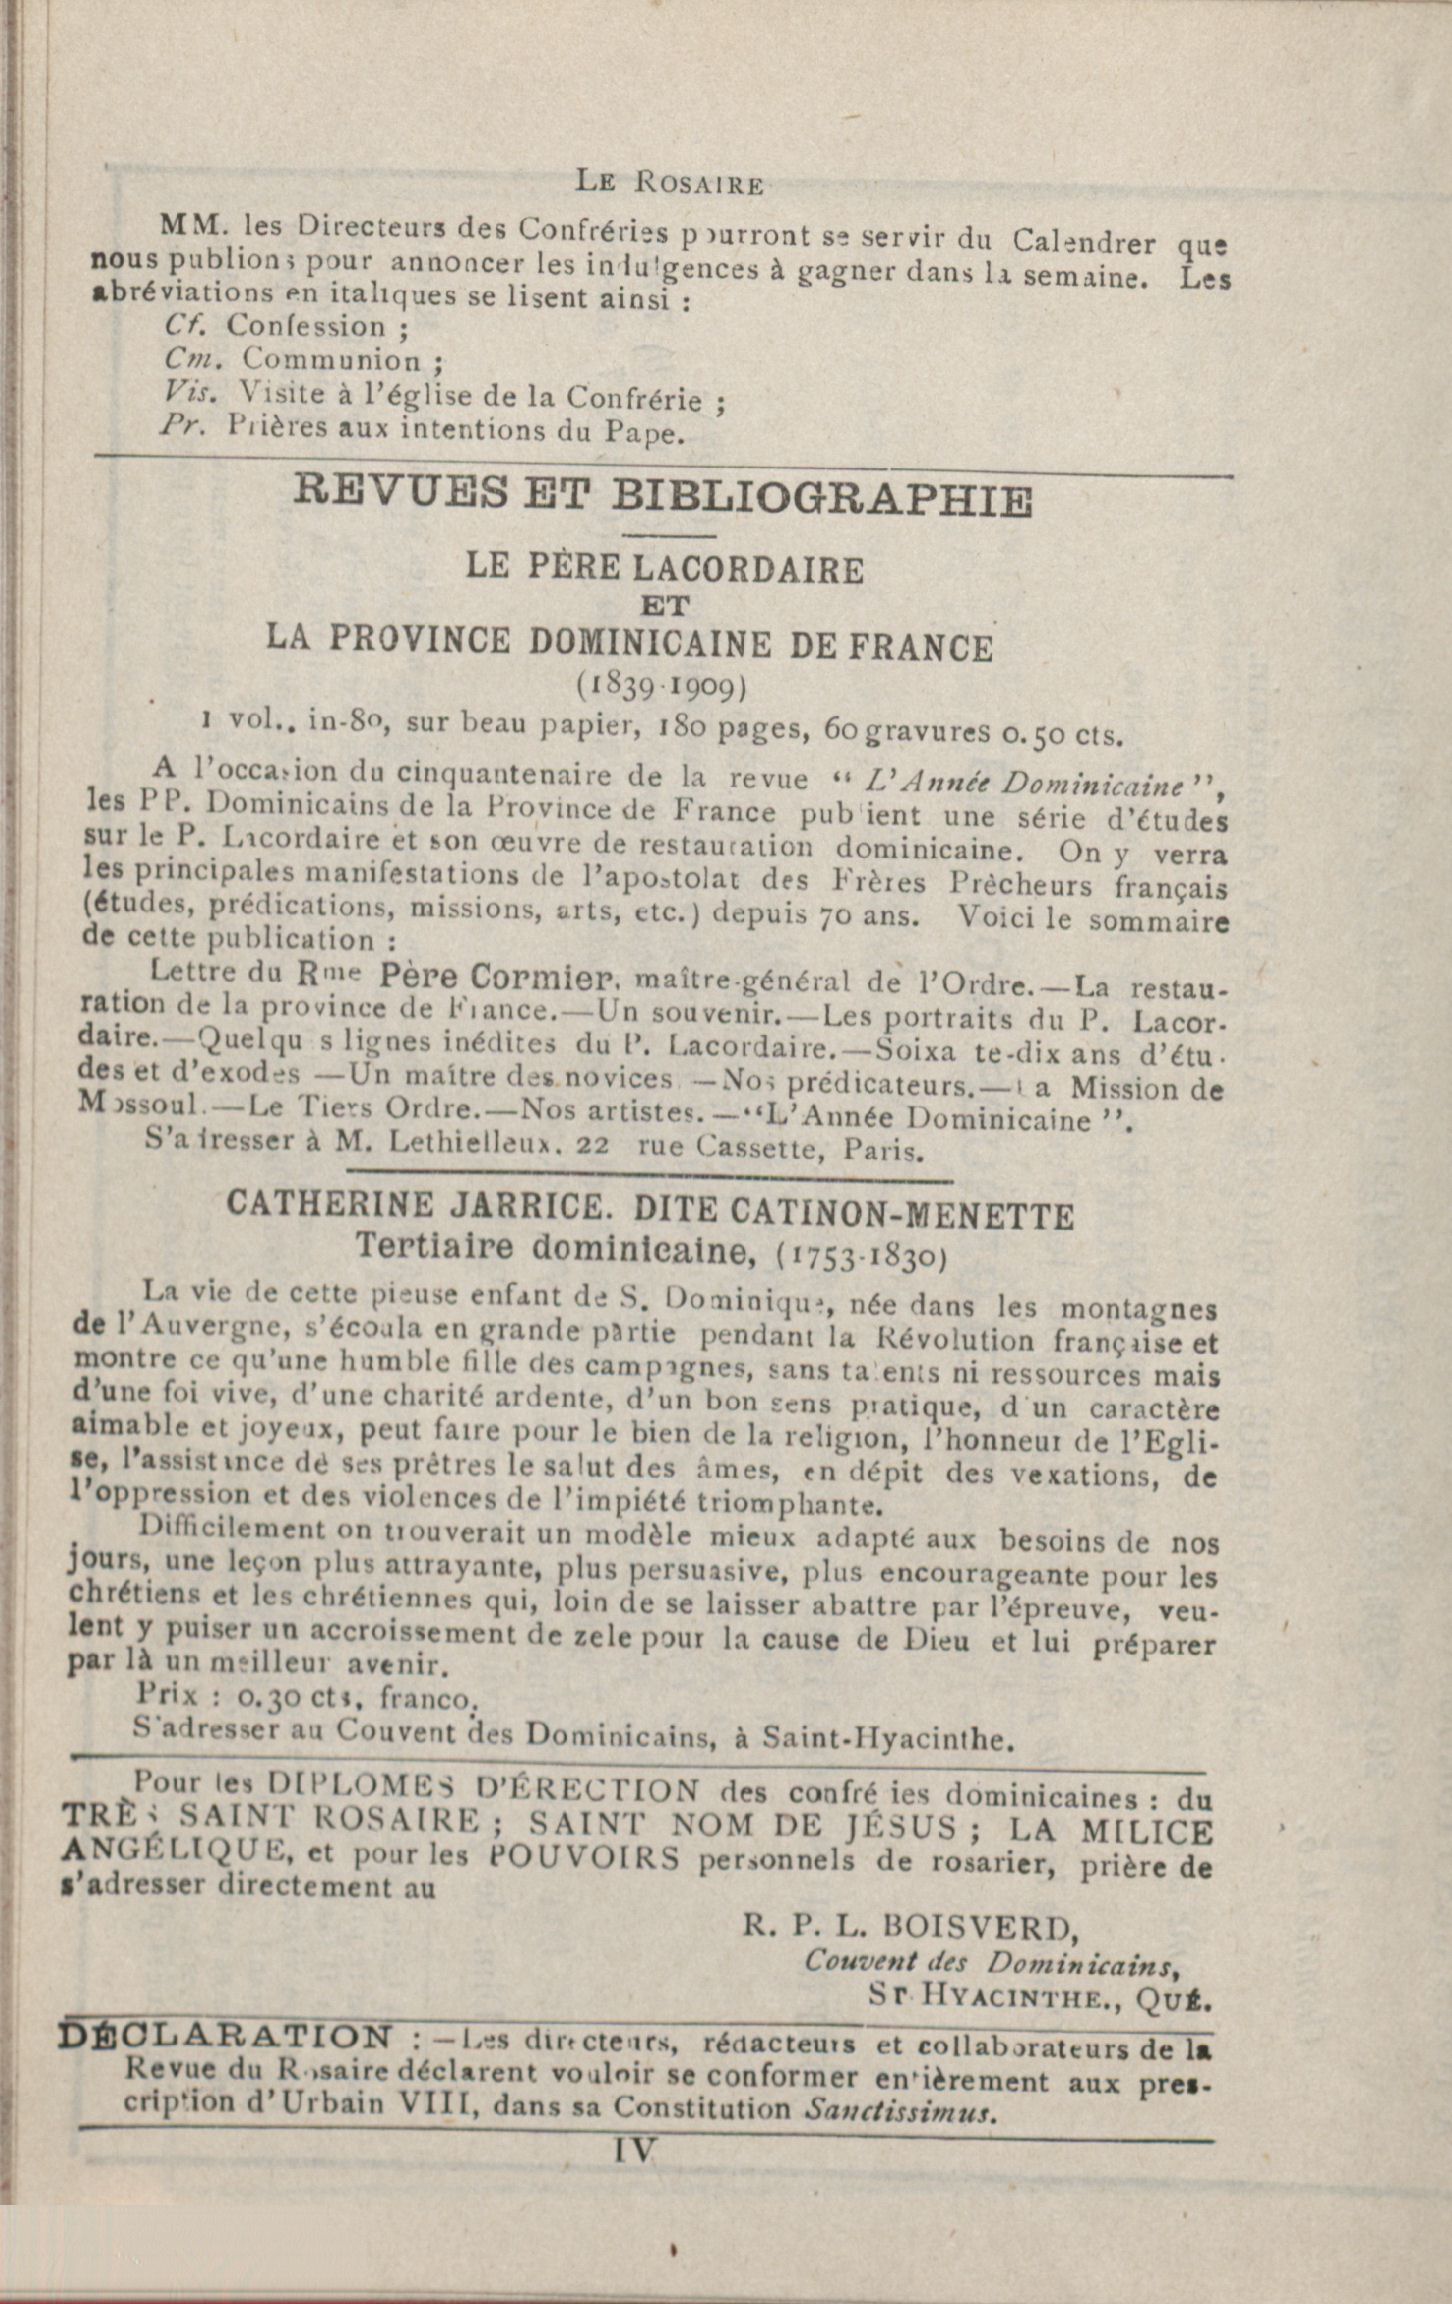 LE ROSAIRE
MM. les Directeurs des Confréries pourront se servir du Calendrer que
nous publions pour annoncer les indulgences à gagner dans la semaine. Les
abréviations en italiques se lisent ainsi :
Cf. Confession ;
Cm. Communion ;
Vis. Visite à l'église de la Confrérie ;
Pr. Prières aux intentions du Pape.
REVUES ET BIBLIOGRAPHIE
LE PÈRE LACORDAIRE
ET
LA PROVINCE DOMINICAINE DE FRANCE
(1839-1909)
1 vol., in-80, sur beau papier, 180 pages, 60 gravures 0.50 cts.
A l'occasion du cinquantenaire de la revue “ L'Année Dominicaine ”,
les PP. Dominicains de la Province de France publient une série d'études
sur le P. Lacordaire et son œuvre de restauration dominicaine. On y verra
les principales manifestations de l'apostolat des Frères Prècheurs français
(études, prédications, missions, arts, etc.) depuis 70 ans. Voici le sommaire
de cette publication :
Lettre du Rme Père Cormier, maître-général de l'Ordre.—La restau-
ration de la province de France.—Un souvenir.—Les portraits du P. Lacor-
daire.—Quelqu s lignes inédites du P. Lacordaire.—Soixa te-dix ans d'étu-
des et d'exodes —Un maître des novices —Nos prédicateurs.—La Mission de
Mossoul.—Le Tiers Ordre.—Nos artistes.—“L'Année Dominicaine ”.
S'adresser à M. Lethielleux. 22 rue Cassette, Paris.
CATHERINE JARRICE. DITE CATINON-MENETTE
Tertiaire dominicaine, (1753-1830)
La vie de cette pieuse enfant de S. Dominique, née dans les montagnes
de l'Auvergne, s'écoula en grande partie pendant la Révolution française et
montre ce qu'une humble fille des campagnes, sans talents ni ressources mais
d'une foi vive, d'une charité ardente, d'un bon sens pratique, d'un caractère
aimable et joyeux, peut faire pour le bien de la religion, l'honneur de l'Egli-
se, l'assistance de ses prêtres le salut des âmes, en dépit des vexations, de
l'oppression et des violences de l'impiété triomphante.
Difficilement on trouverait un modèle mieux adapté aux besoins de nos
jours, une leçon plus attrayante, plus persuasive, plus encourageante pour les
chrétiens et les chrétiennes qui, loin de se laisser abattre par l'épreuve, veu-
lent y puiser un accroissement de zele pour la cause de Dieu et lui préparer
par là un meilleur avenir.
Prix : 0.30 cts, franco.
S'adresser au Couvent des Dominicains, à Saint-Hyacinthe.
Pour les DIPLOMES D'ÉRECTION des confré ies dominicaines : du
TRÈS SAINT ROSAIRE ; SAINT NOM DE JÉSUS ; LA MILICE
ANGÉLIQUE, et pour les POUVOIRS personnels de rosarier, prière de
s'adresser directement au
R. P. L. BOISVERD,
Couvent des Dominicains,
ST HYACINTHE., QUÉ.
DÉCLARATION : —Les directeurs, rédacteurs et collaborateurs de la
Revue du Rosaire déclarent vouloir se conformer entièrement aux pres-
cription d'Urbain VIII, dans sa Constitution Sanctissimus.
IV